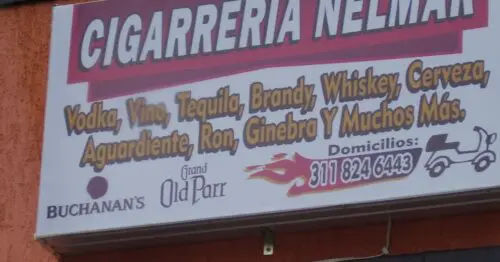 CIGARRERIA NELMAR
Vodka, Vino, Tequila, Brandy, Whiskey, Cerveza,
Aguardiente, Ron, Ginebra Y Muchos Más.
BUCHANAN'S
Grand
Old Parr
Domicilios:
311 824 6443